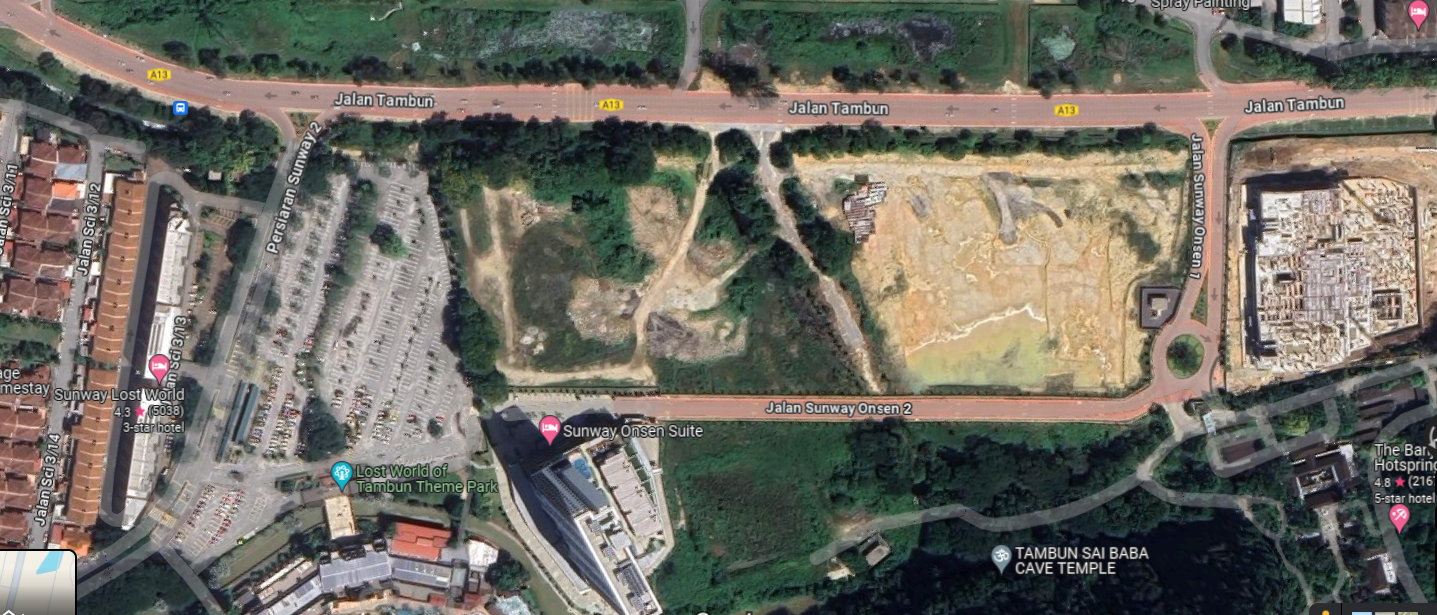 Spray Painting
A13
Jalan Tambun
A13
Jalan Tambun
A13
Jalan Tambun
Persiaran Sunway 2
Jalan Sunway Onsen 1
Jalan Sci 3/11
Jalan Sci 3/12
Jalan Sci 3/13
Jalan Sci 3/14
mestay
Sunway Lost World
4.3 ★ (5038)
3-star hotel
Jalan Sunway Onsen 2
Sunway Onsen Suite
Lost World of
Tambun Theme Park
The Ban
Hotspring
4.8 ★ (216
5-star hotel
TAMBUN SAI BABA
CAVE TEMPLE